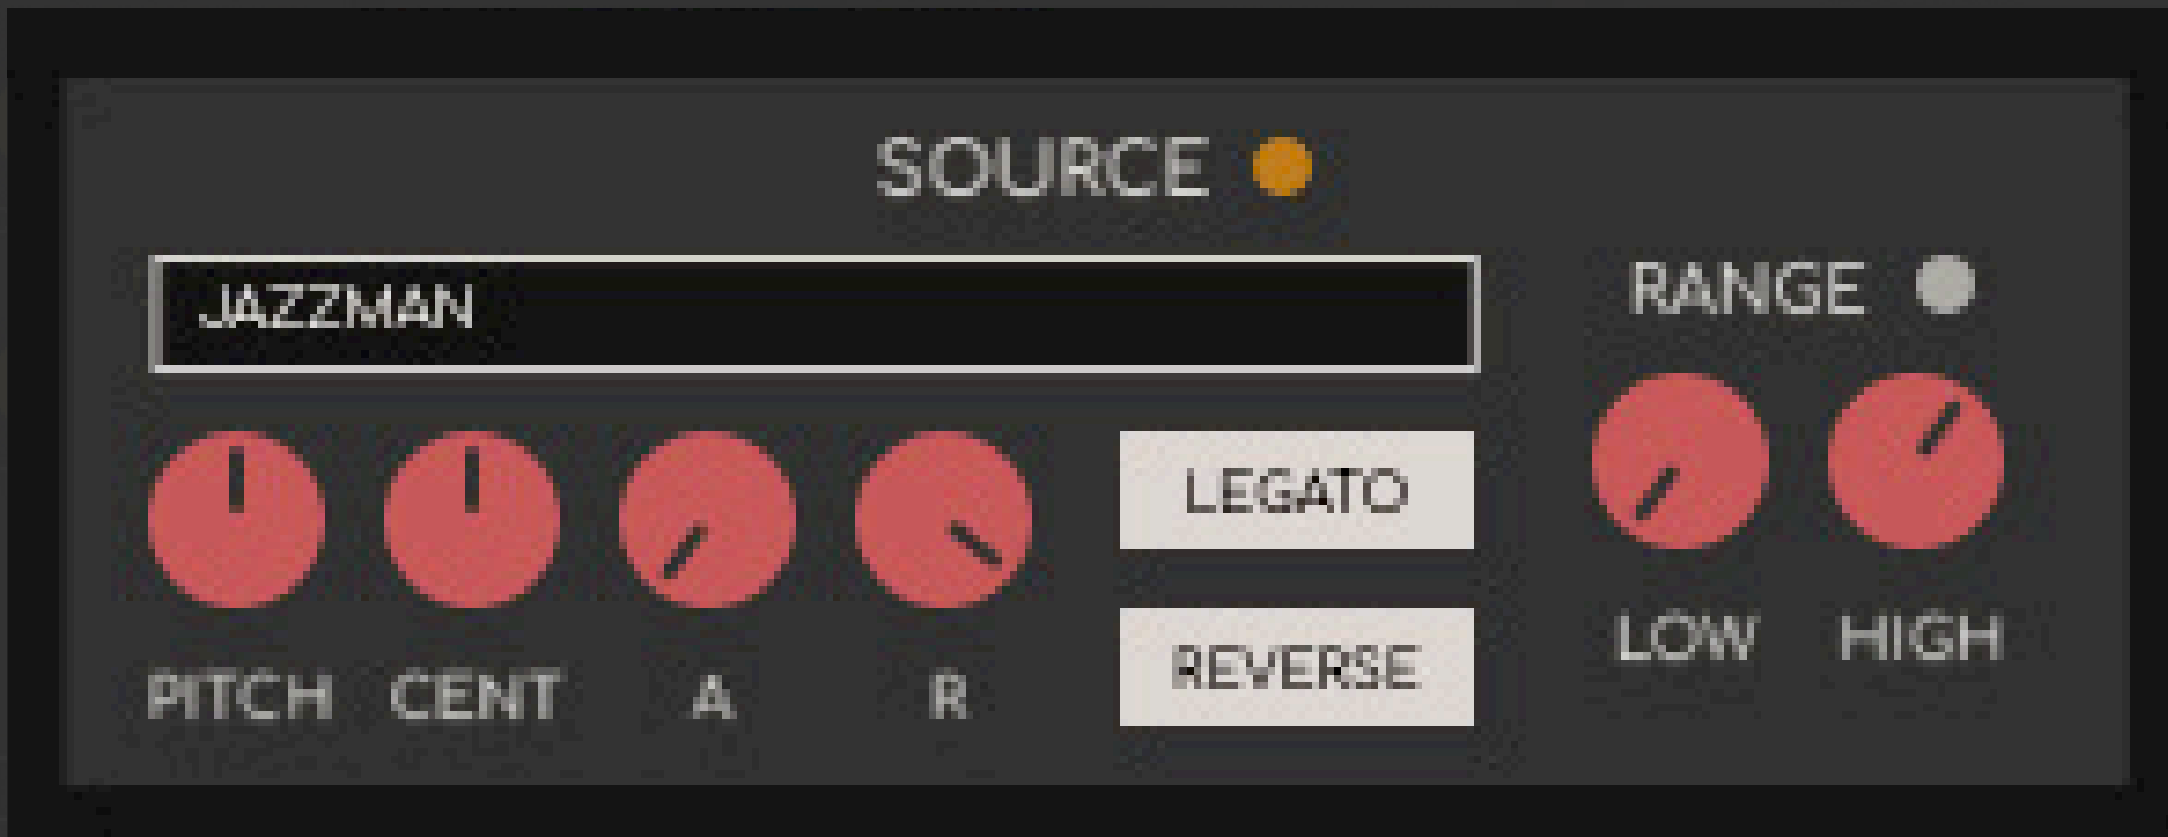 SOURCE
JAZZMAN
RANGE
LEGATO
REVERSE
PITCH CENT A R
LOW HIGH